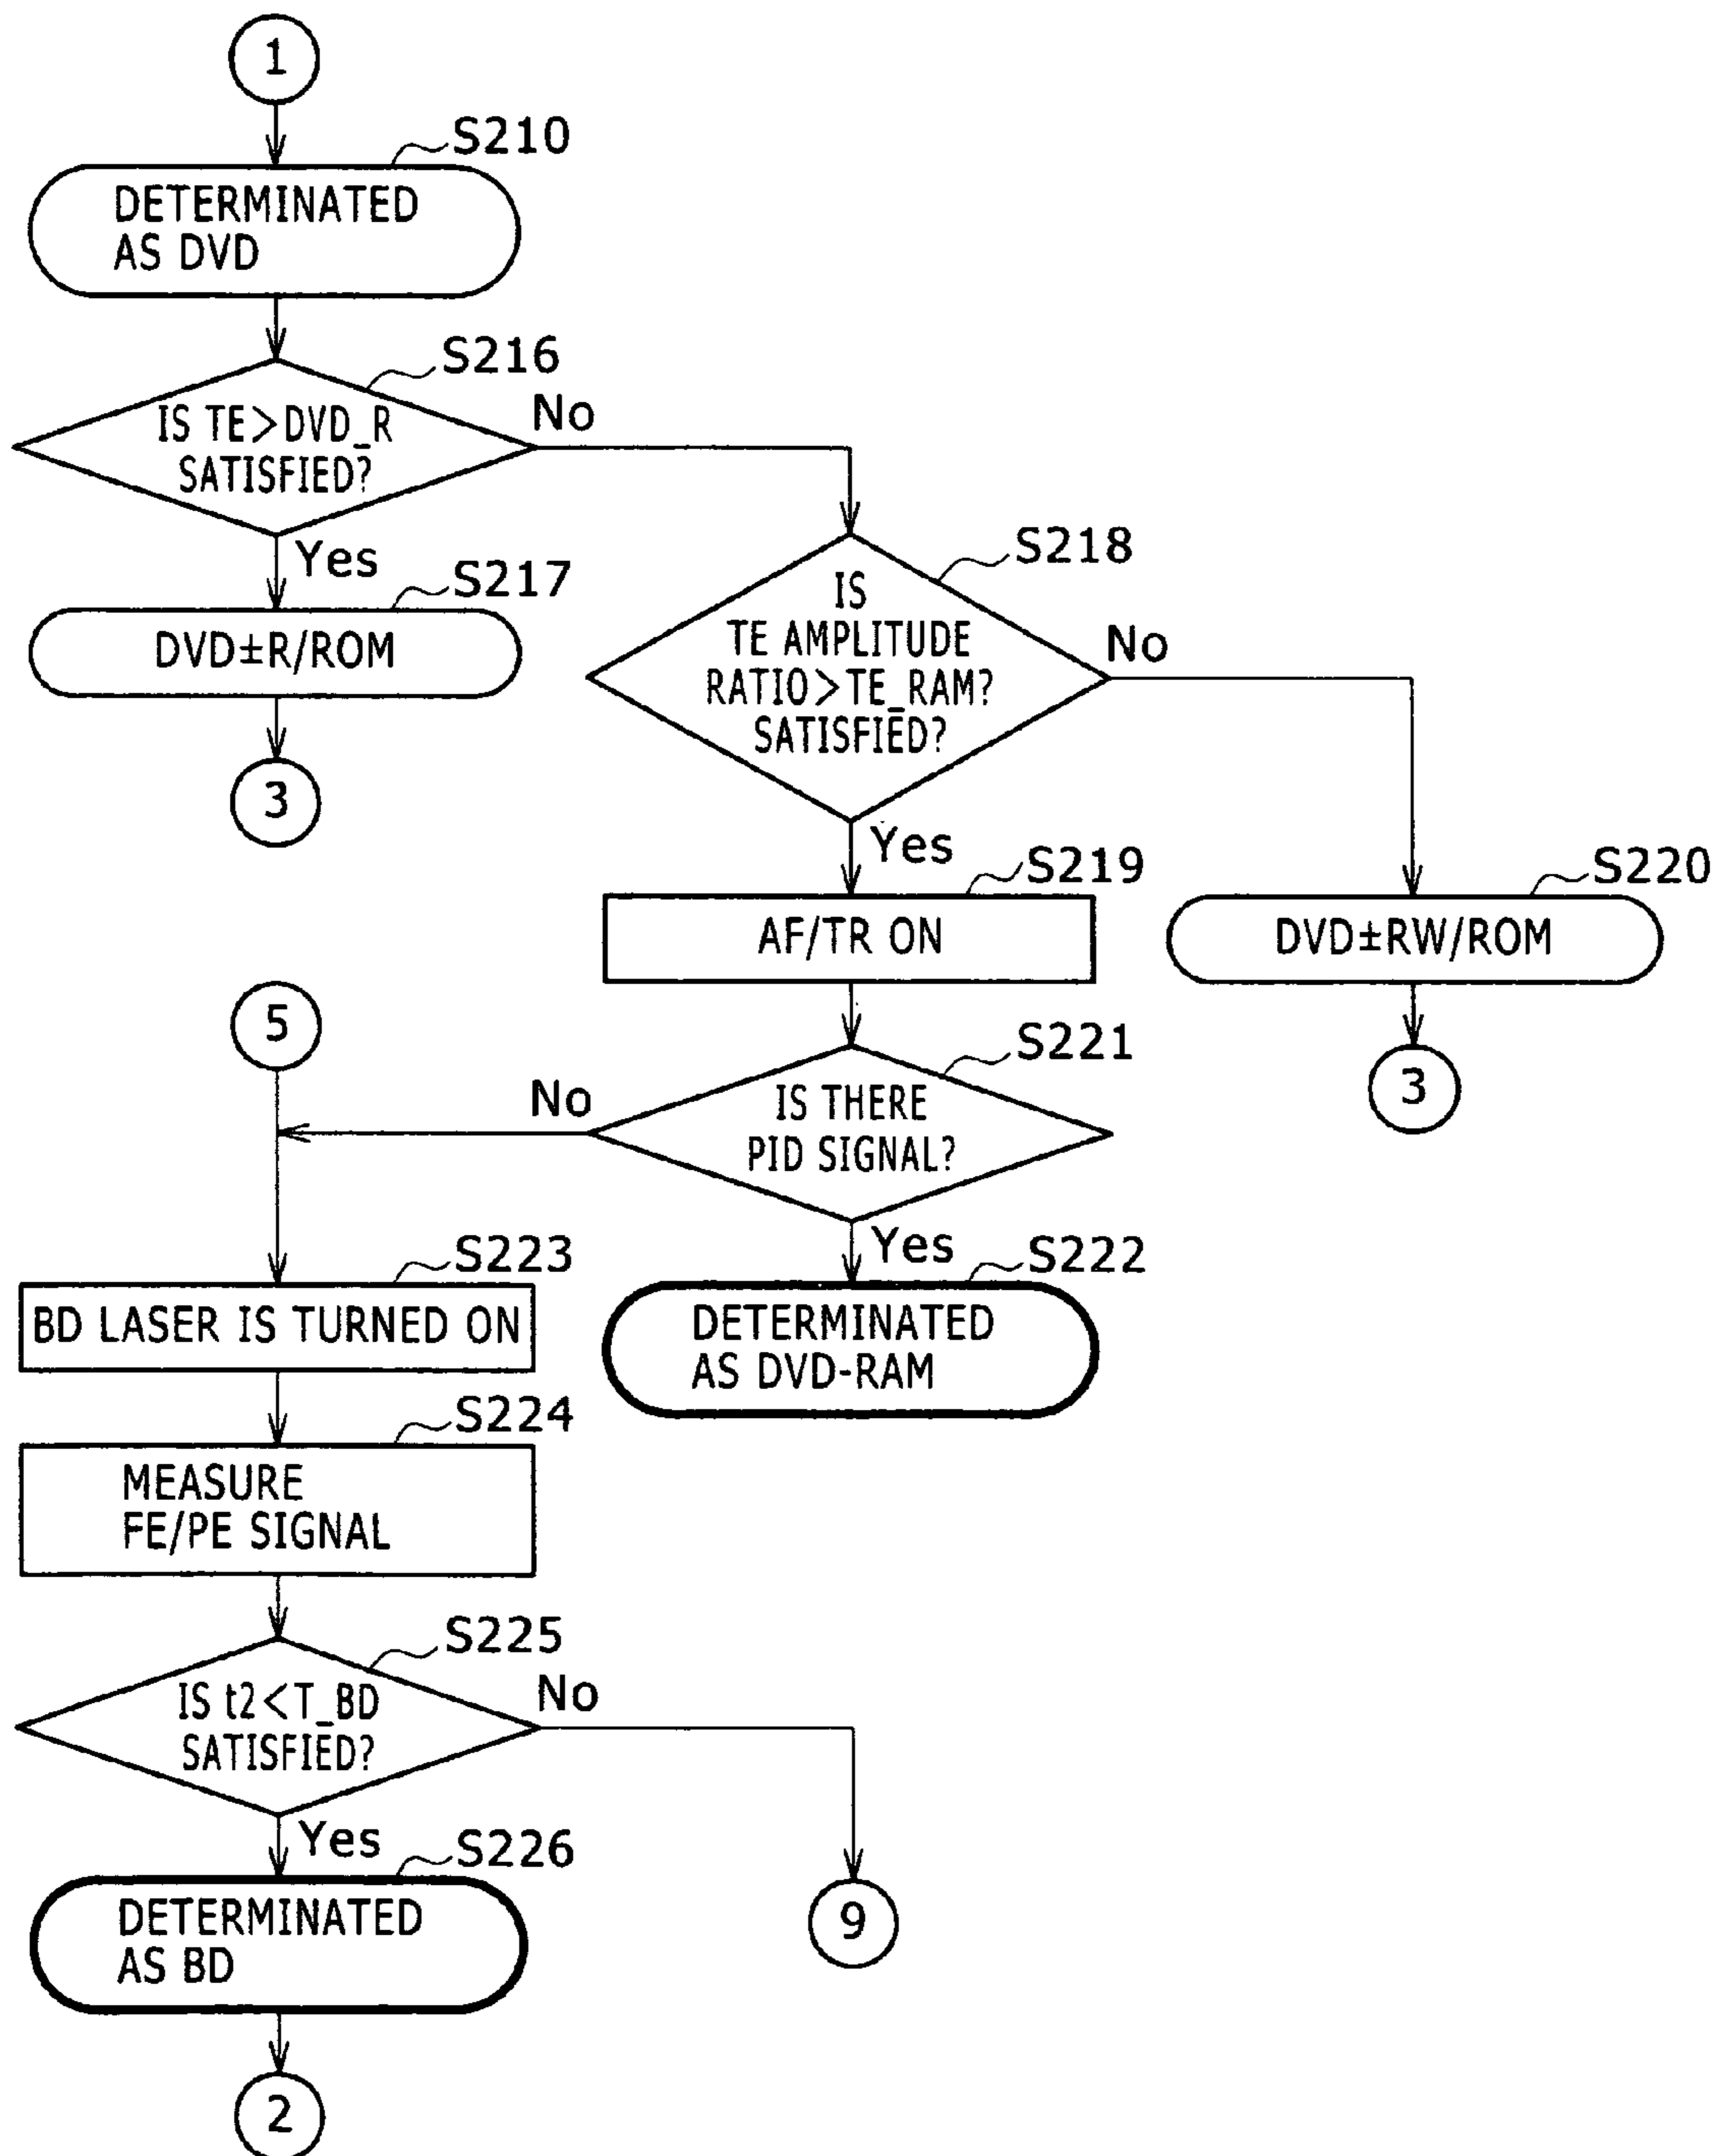 1
S210
DETERMINATED
AS DVD
S216
IS TE>DVD_R
SATISFIED?
No
Yes
S217
DVD±R/ROM
3
S218
IS
TE AMPLITUDE
RATIO>TE_RAM?
SATISFIED?
No
Yes
S219
AF/TR ON
S220
DVD±RW/ROM
3
5
S221
IS THERE
PID SIGNAL?
No
Yes
S222
DETERMINATED
AS DVD-RAM
S223
BD LASER IS TURNED ON
S224
MEASURE
FE/PE SIGNAL
S225
IS t2<T_BD
SATISFIED?
No
Yes
S226
DETERMINATED
AS BD
9
2